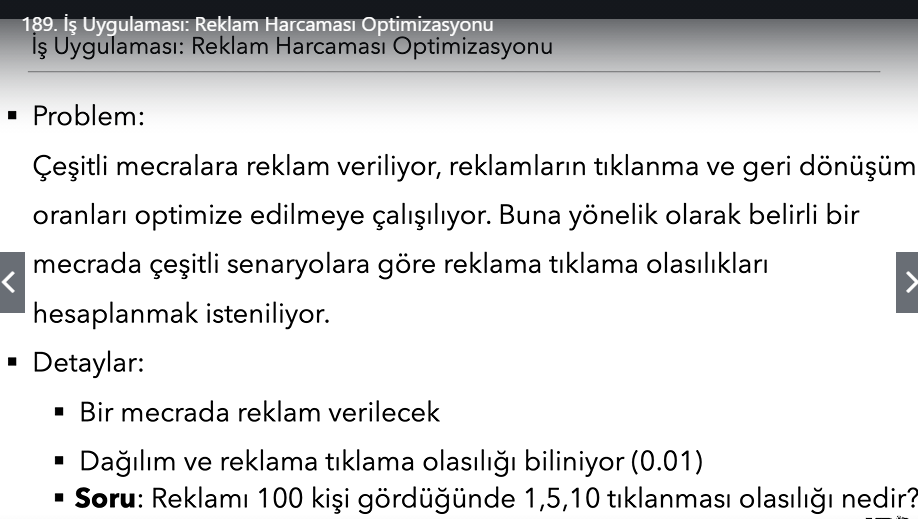 189. İş Uygulaması: Reklam Harcaması Optimizasyonu
İş Uygulaması: Reklam Harcaması Optimizasyonu
▪ Problem:
Çeşitli mecralara reklam veriliyor, reklamların tıklanma ve geri dönüşüm
oranları optimize edilmeye çalışılıyor. Buna yönelik olarak belirli bir
mecrada çeşitli senaryolara göre reklama tıklama olasılıkları
hesaplanmak isteniliyor.
▪ Detaylar:
▪ Bir mecrada reklam verilecek
▪ Dağılım ve reklama tıklama olasılığı biliniyor (0.01)
▪ Soru: Reklamı 100 kişi gördüğünde 1,5,10 tıklanması olasılığı nedir?